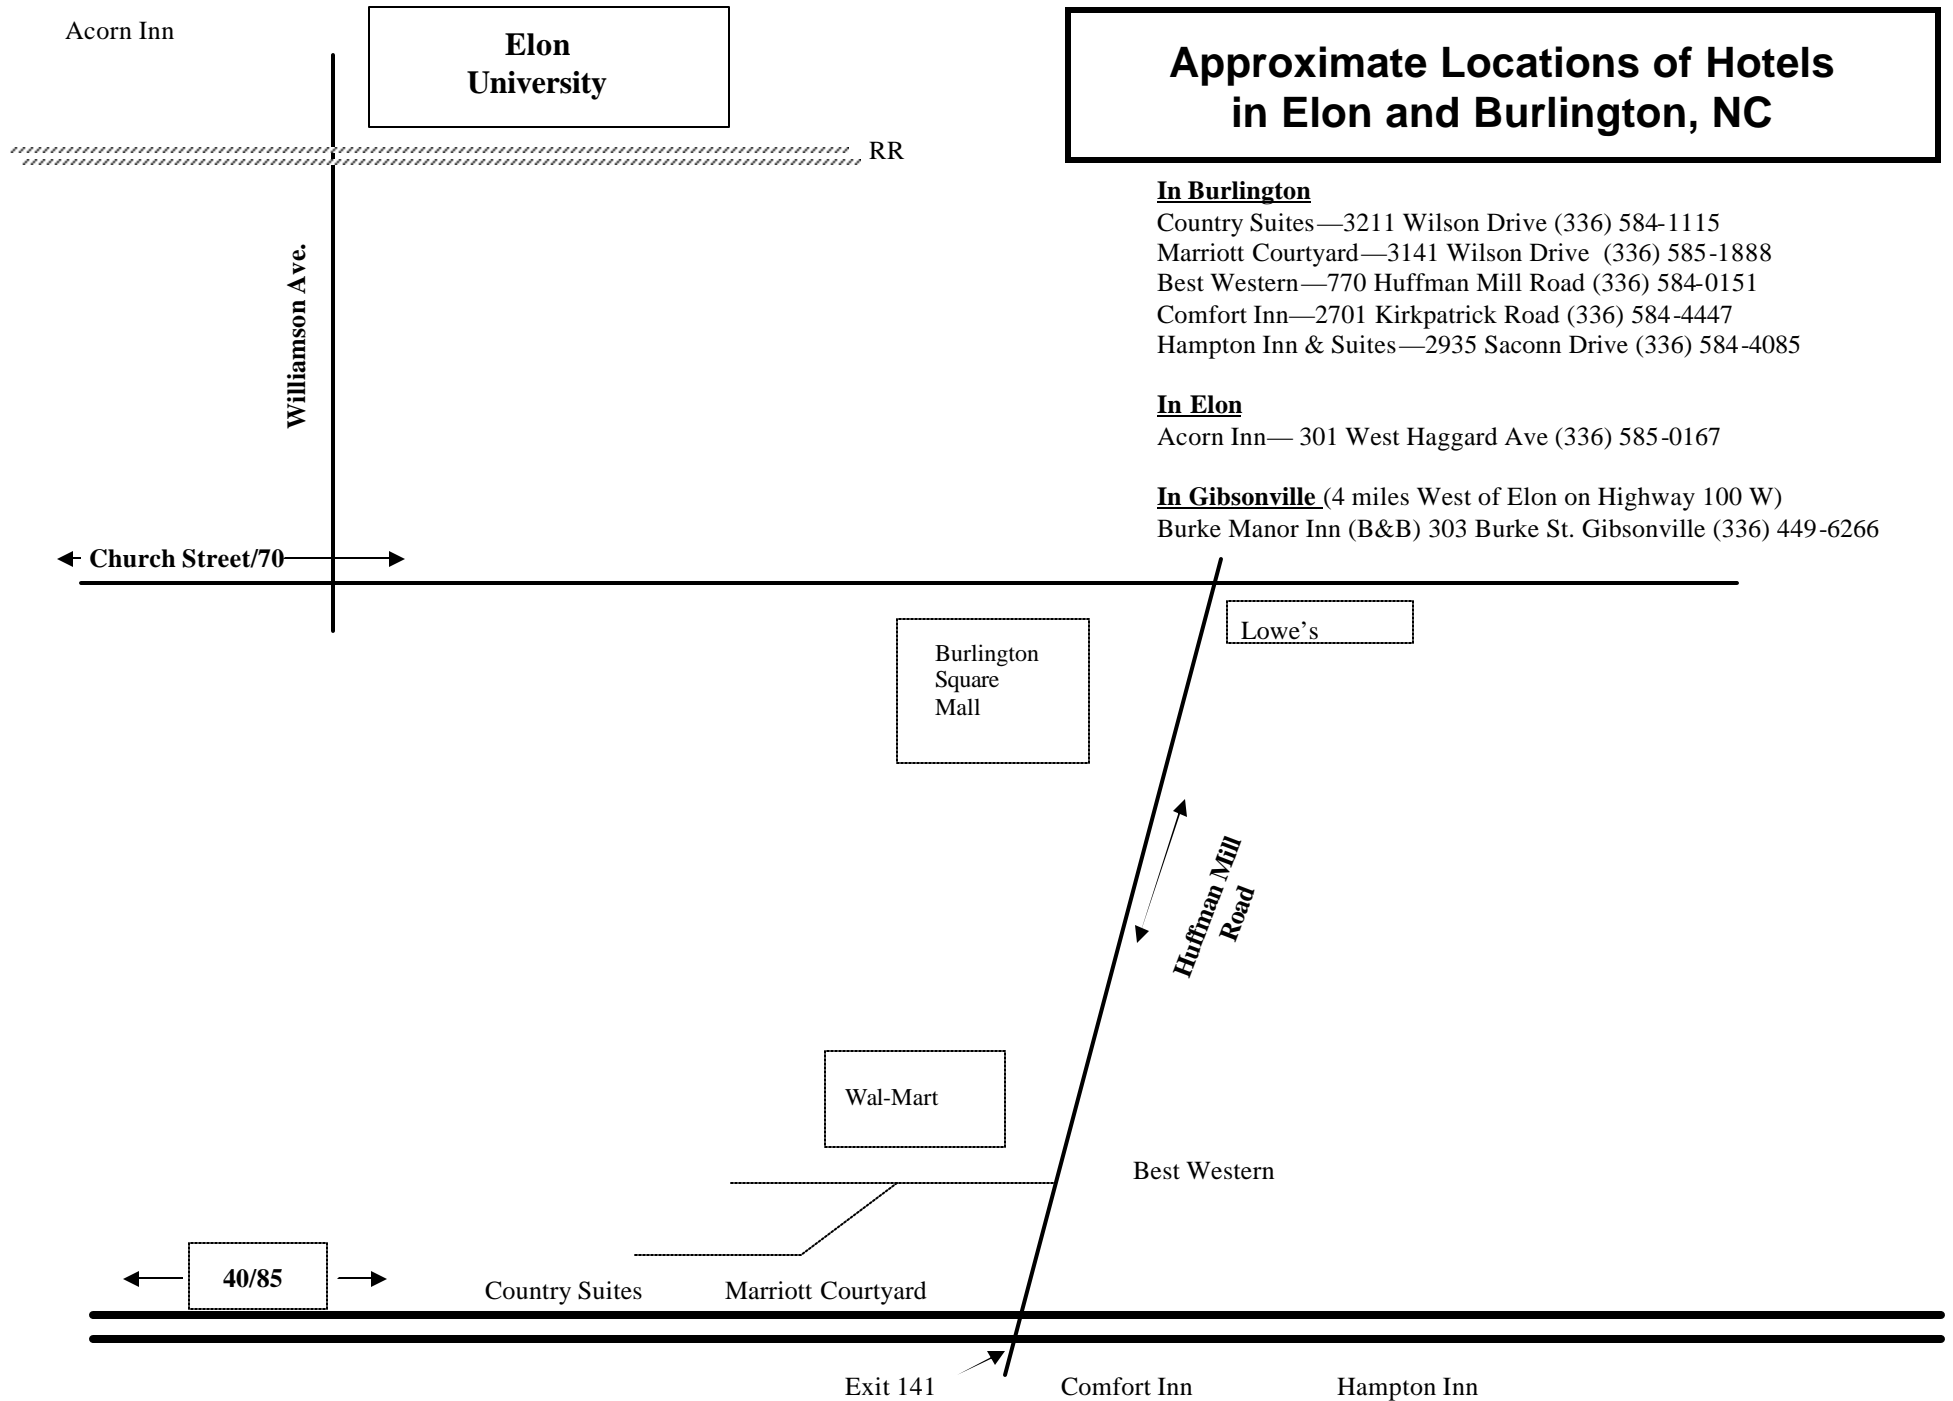 Acorn Inn
Elon
University
Approximate Locations of Hotels
in Elon and Burlington, NC
RR
In Burlington
Country Suites—3211 Wilson Drive (336) 584-1115
Marriott Courtyard—3141 Wilson Drive (336) 585-1888
Best Western—770 Huffman Mill Road (336) 584-0151
Comfort Inn—2701 Kirkpatrick Road (336) 584-4447
Hampton Inn & Suites—2935 Saconn Drive (336) 584-4085
In Elon
Acorn Inn— 301 West Haggard Ave (336) 585-0167
In Gibsonville (4 miles West of Elon on Highway 100 W)
Burke Manor Inn (B&B) 303 Burke St. Gibsonville (336) 449-6266
Williamson Ave.
Church Street/70
Lowe's
Burlington
Square
Mall
Huffman Mill
Road
Wal-Mart
Best Western
40/85
Country Suites
Marriott Courtyard
Exit 141
Comfort Inn
Hampton Inn